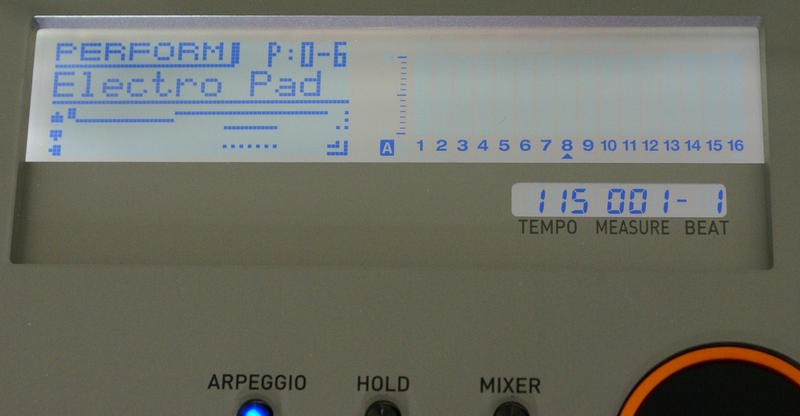 PERFORM P:0-6
Electro Pad
A 1 2 3 4 5 6 7 8 9 10 11 12 13 14 15 16
115 001- 1
TEMPO MEASURE BEAT
ARPEGGIO HOLD MIXER